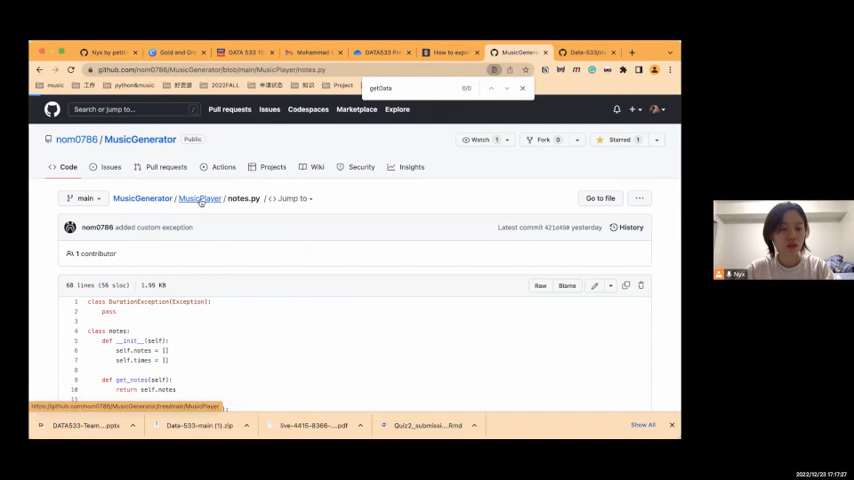 Nyx by petit
Gold and Gr
DATA 533 1
Mohammad
DATA533 Pre
How to expo
MusicGener
Data-533/st
github.com/nom0786/MusicGenerator/blob/main/MusicPlayer/notes.py
music 工作 python&music 好资源 2022FALL 申请状态 知识 Project
getData 0/0
Search or jump to... / Pull requests Issues Codespaces Marketplace Explore
nom0786 / MusicGenerator Public
Watch 1 Fork 0 Starred 1
Code Issues Pull requests Actions Projects Wiki Security Insights
main MusicGenerator / MusicPlayer / notes.py / <> Jump to Go to file ...
nom0786 added custom exception Latest commit 421d490 yesterday History
1 contributor
68 lines (56 sloc) 1.99 KB Raw Blame
1 class DurationException(Exception):
2 pass
3
4 class notes:
5 def __init__(self):
6 self.notes = []
7 self.times = []
8
9 def get_notes(self):
10 return self.notes
11
https://github.com/nom0786/MusicGenerator/tree/main/MusicPlayer
DATA533-Team....pptx
Data-533-main (1).zip
live-4415-8366-....pdf
Quiz2_submissi....Rmd
Show All
Nyx
2022/12/23 17:17:27